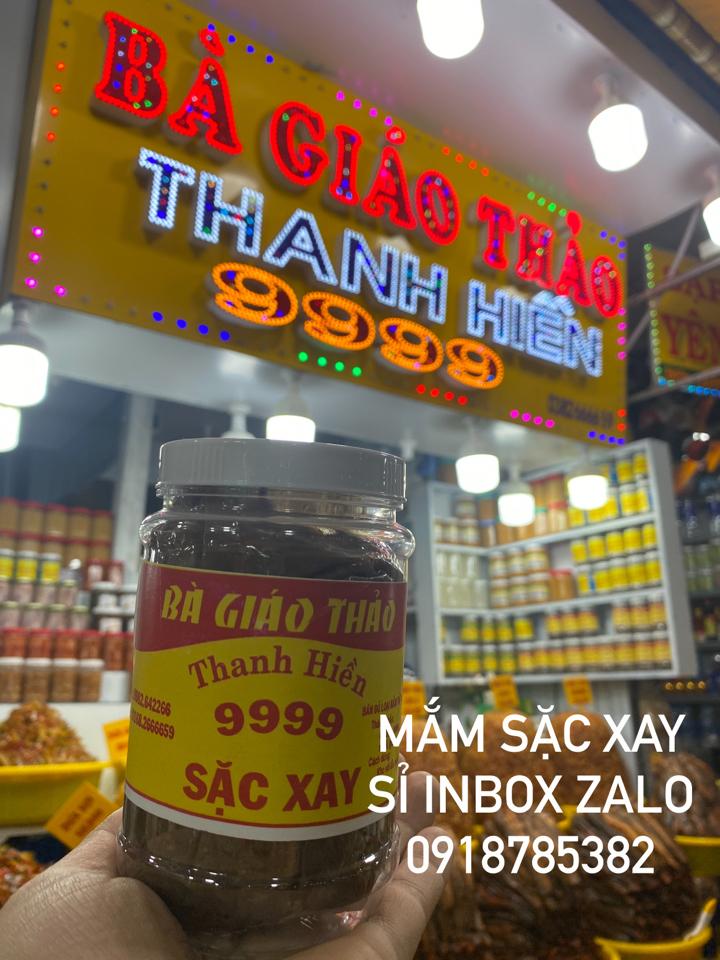 BÀ GIÁO THẢO
THANH HIỀN
9999
YẾN
BÀ GIÁO THẢO
Thanh Hiền
9999
SẶC XAY
MẮM SẶC XAY
SỈ INBOX ZALO
0918785382